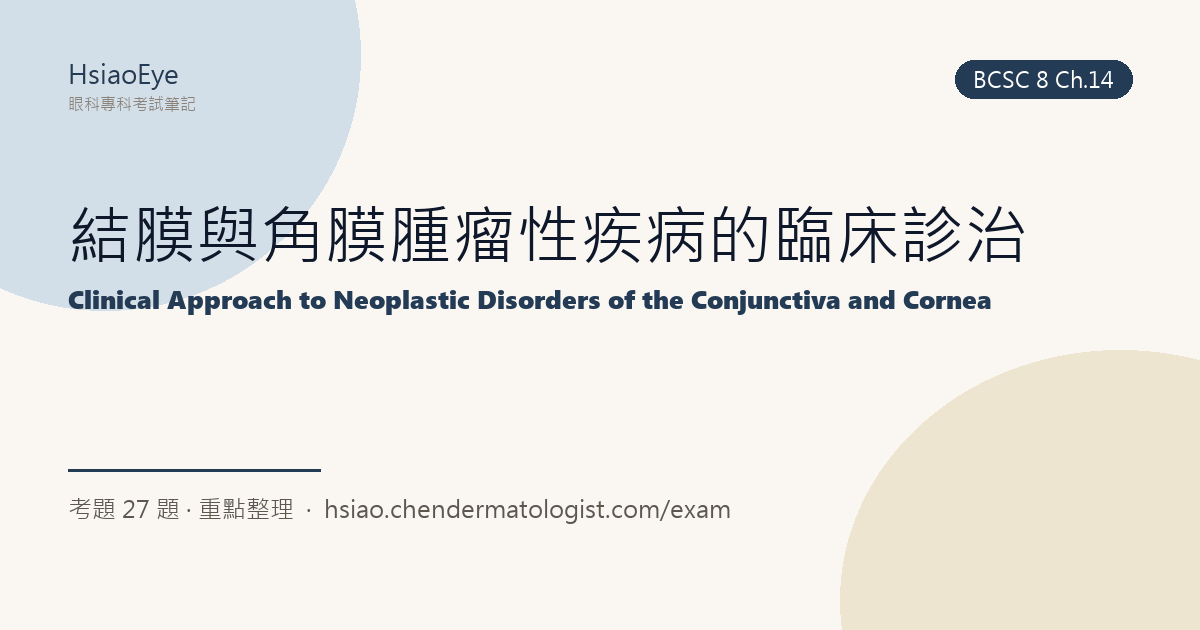 HsiaoEye
眼科專科考試筆記
BCSC 8 Ch.14
結膜與角膜腫瘤性疾病的臨床診治
Clinical Approach to Neoplastic Disorders of the Conjunctiva and Cornea
考題 27 題 · 重點整理 · hsiao.chendermatologist.com/exam